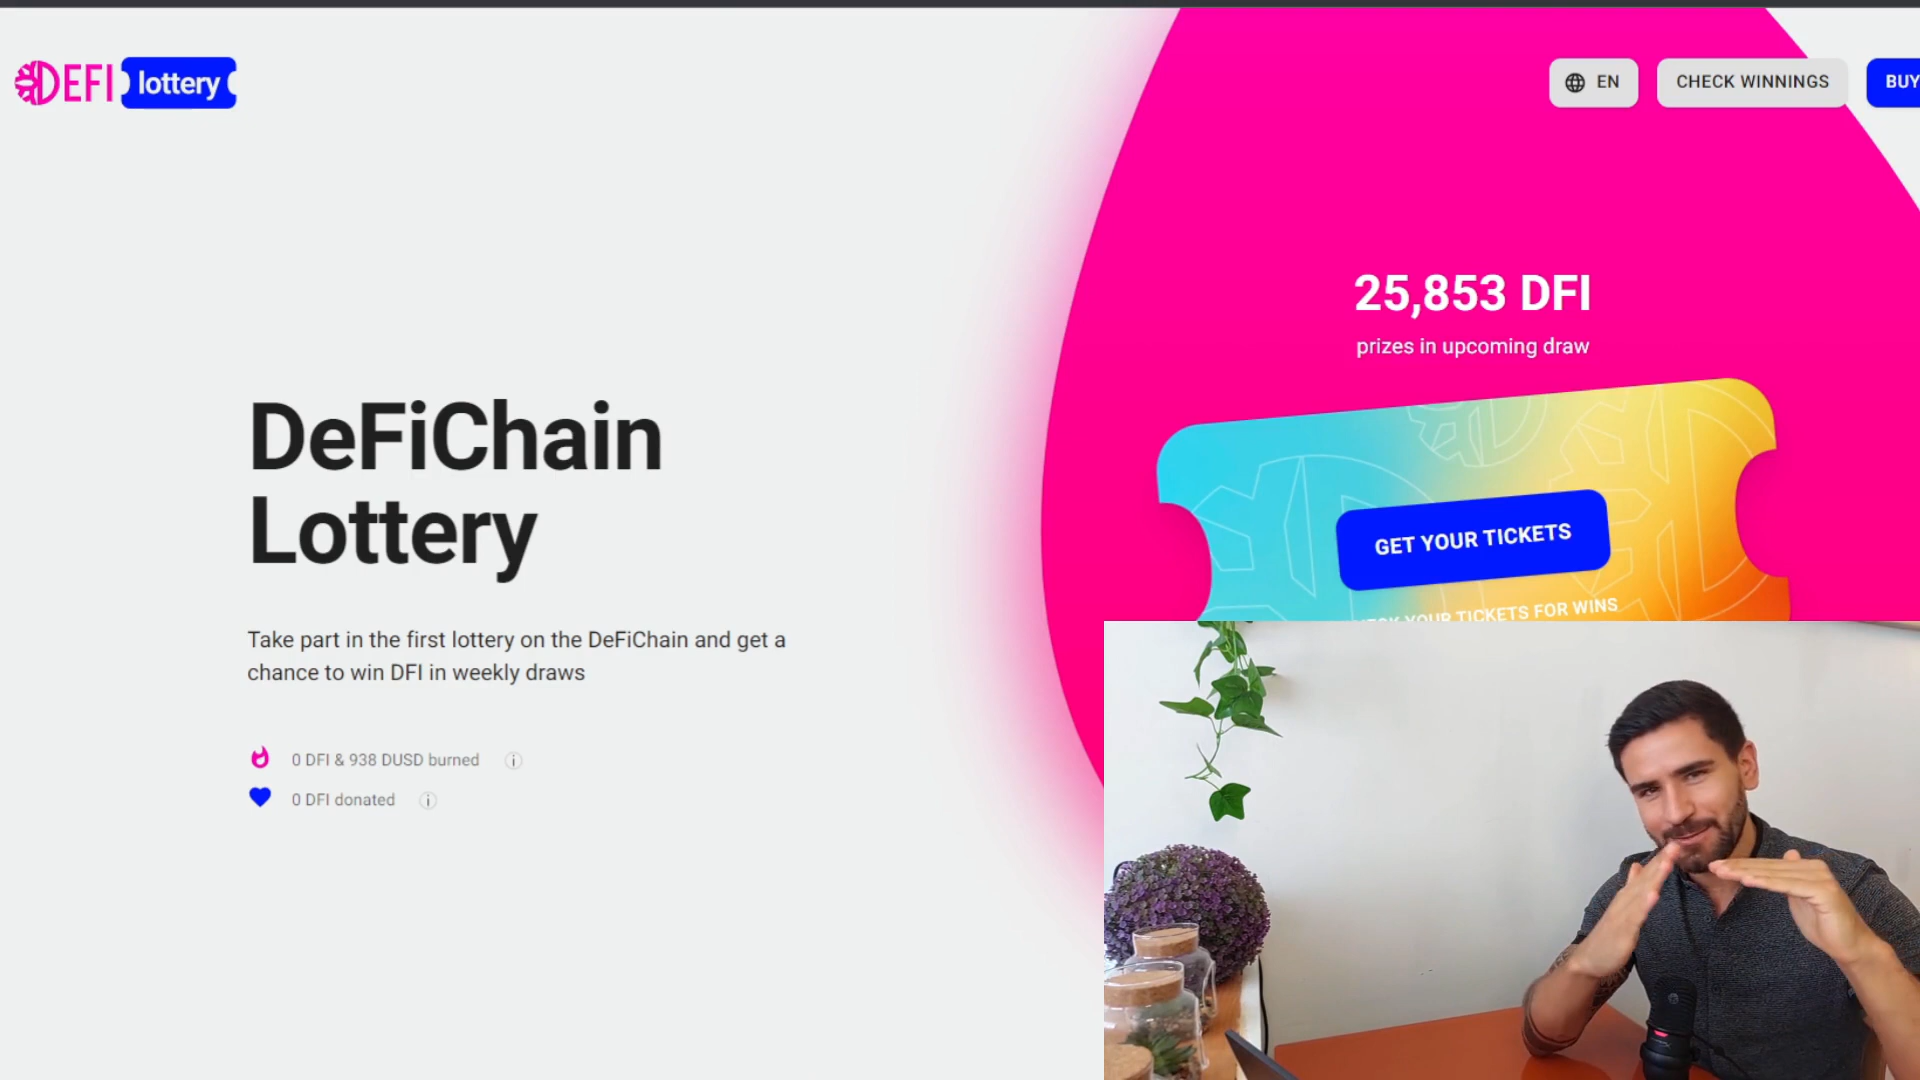 DEFI lottery
EN
CHECK WINNINGS
BUY
25,853 DFI
prizes in upcoming draw
GET YOUR TICKETS
YOUR TICKETS FOR WINS
DeFiChain
Lottery
Take part in the first lottery on the DeFiChain and get a
chance to win DFI in weekly draws
0 DFI & 938 DUSD burned
0 DFI donated